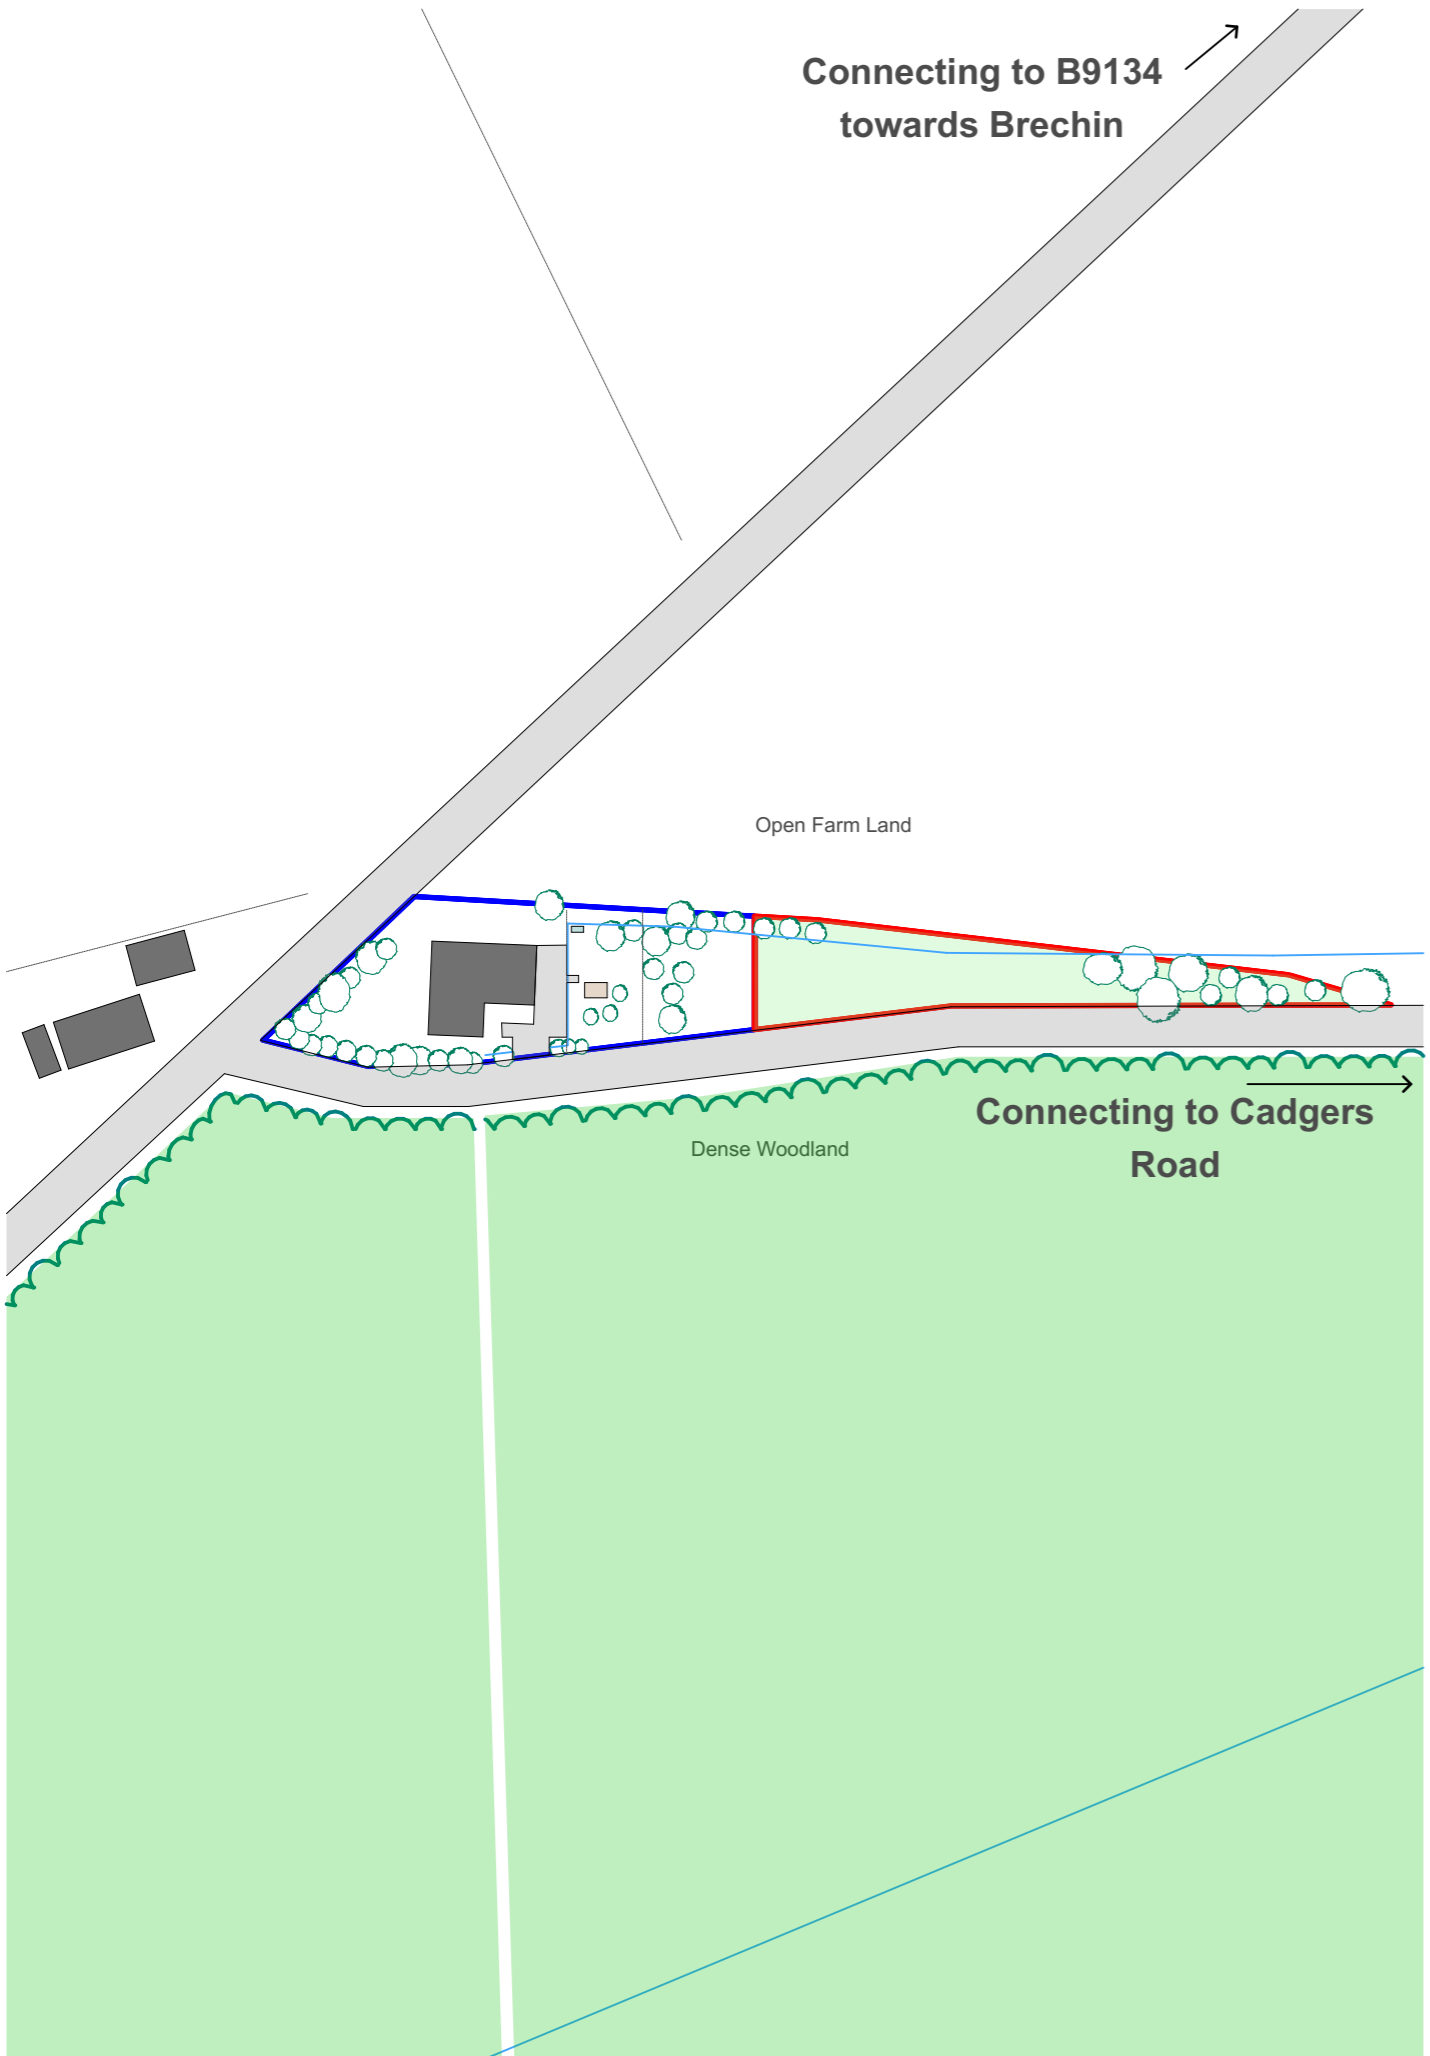 Connecting to B9134
towards Brechin
Open Farm Land
Connecting to Cadgers
Road
Dense Woodland